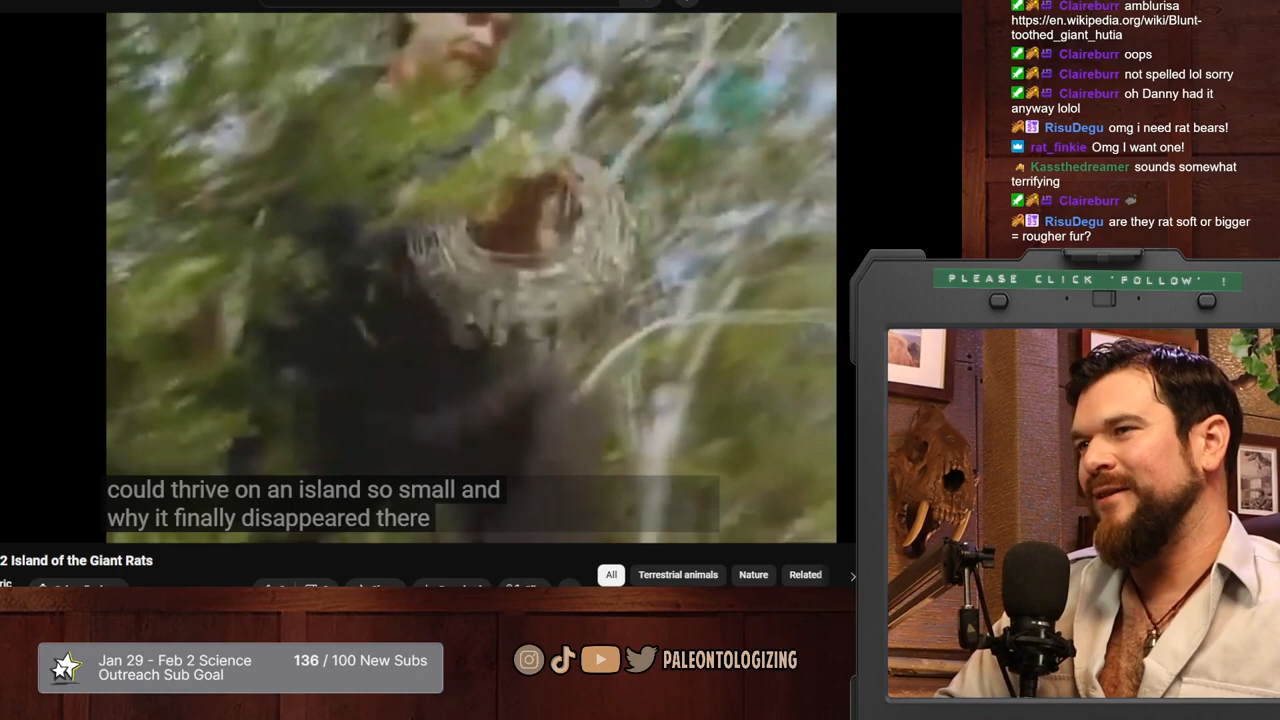 Claireburr amblurisa
https://en.wikipedia.org/wiki/Blunt-
toothed_giant_hutia
Claireburr oops
Claireburr not spelled lol sorry
Claireburr oh Danny had it
anyway lolol
RisuDegu omg i need rat bears!
rat_finkie Omg I want one!
Kassthedreamer sounds somewhat
terrifying
Claireburr
RisuDegu are they rat soft or bigger
= rougher fur?
PLEASE CLICK 'FOLLOW' !
could thrive on an island so small and
why it finally disappeared there
2 Island of the Giant Rats
All Terrestrial animals Nature Related
Jan 29 - Feb 2 Science
Outreach Sub Goal
136 / 100 New Subs
PALEONTOLOGIZING